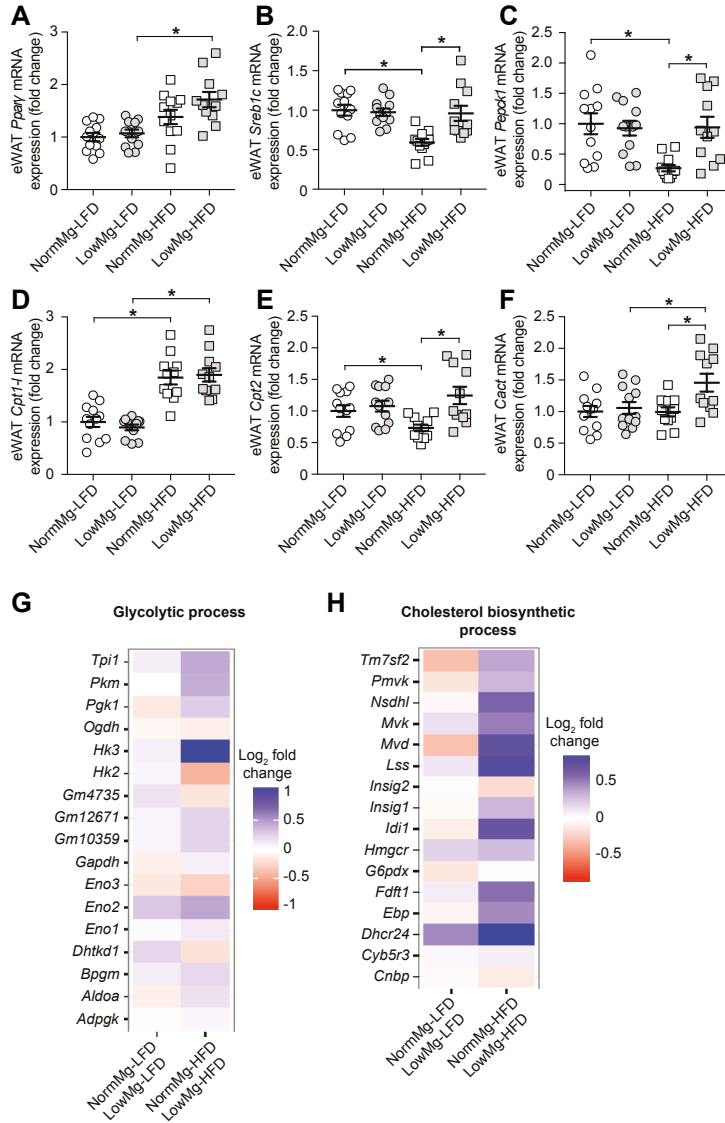 A
eWAT Pparγ mRNA
expression (fold change)
3
2
1
0
*
NormMg-LFD
LowMg-LFD
NormMg-HFD
LowMg-HFD
B
eWAT Sreb1c mRNA
expression (fold change)
2.0
1.5
1.0
0.5
0
*
*
NormMg-LFD
LowMg-LFD
NormMg-HFD
LowMg-HFD
C
eWAT Pepck1 mRNA
expression (fold change)
2.5
2.0
1.5
1.0
0.5
0
*
*
NormMg-LFD
LowMg-LFD
NormMg-HFD
LowMg-HFD
D
eWAT Cpt1-l mRNA
expression (fold change)
3
2
1
0
*
*
NormMg-LFD
LowMg-LFD
NormMg-HFD
LowMg-HFD
E
eWAT Cpt2 mRNA
expression (fold change)
2.5
2.0
1.5
1.0
0.5
0
*
*
NormMg-LFD
LowMg-LFD
NormMg-HFD
LowMg-HFD
F
eWAT Cact mRNA
expression (fold change)
2.5
2.0
1.5
1.0
0.5
0
*
*
NormMg-LFD
LowMg-LFD
NormMg-HFD
LowMg-HFD
G
Glycolytic process
Tpi1
Pkm
Pgk1
Ogdh
Hk3
Hk2
Gm4735
Gm12671
Gm10359
Gapdh
Eno3
Eno2
Eno1
Dhtkd1
Bpgm
Aldoa
Adpgk
NormMg-LFD
LowMg-LFD
NormMg-HFD
LowMg-HFD
Log2 fold
change
1
0.5
0
-0.5
-1
H
Cholesterol biosynthetic
process
Tm7sf2
Pmvk
Nsdhl
Mvk
Mvd
Lss
Insig2
Insig1
Idi1
Hmgcr
G6pdx
Fdft1
Ebp
Dhcr24
Cyb5r3
Cnbp
NormMg-LFD
LowMg-LFD
NormMg-HFD
LowMg-HFD
Log2 fold
change
0.5
0
-0.5